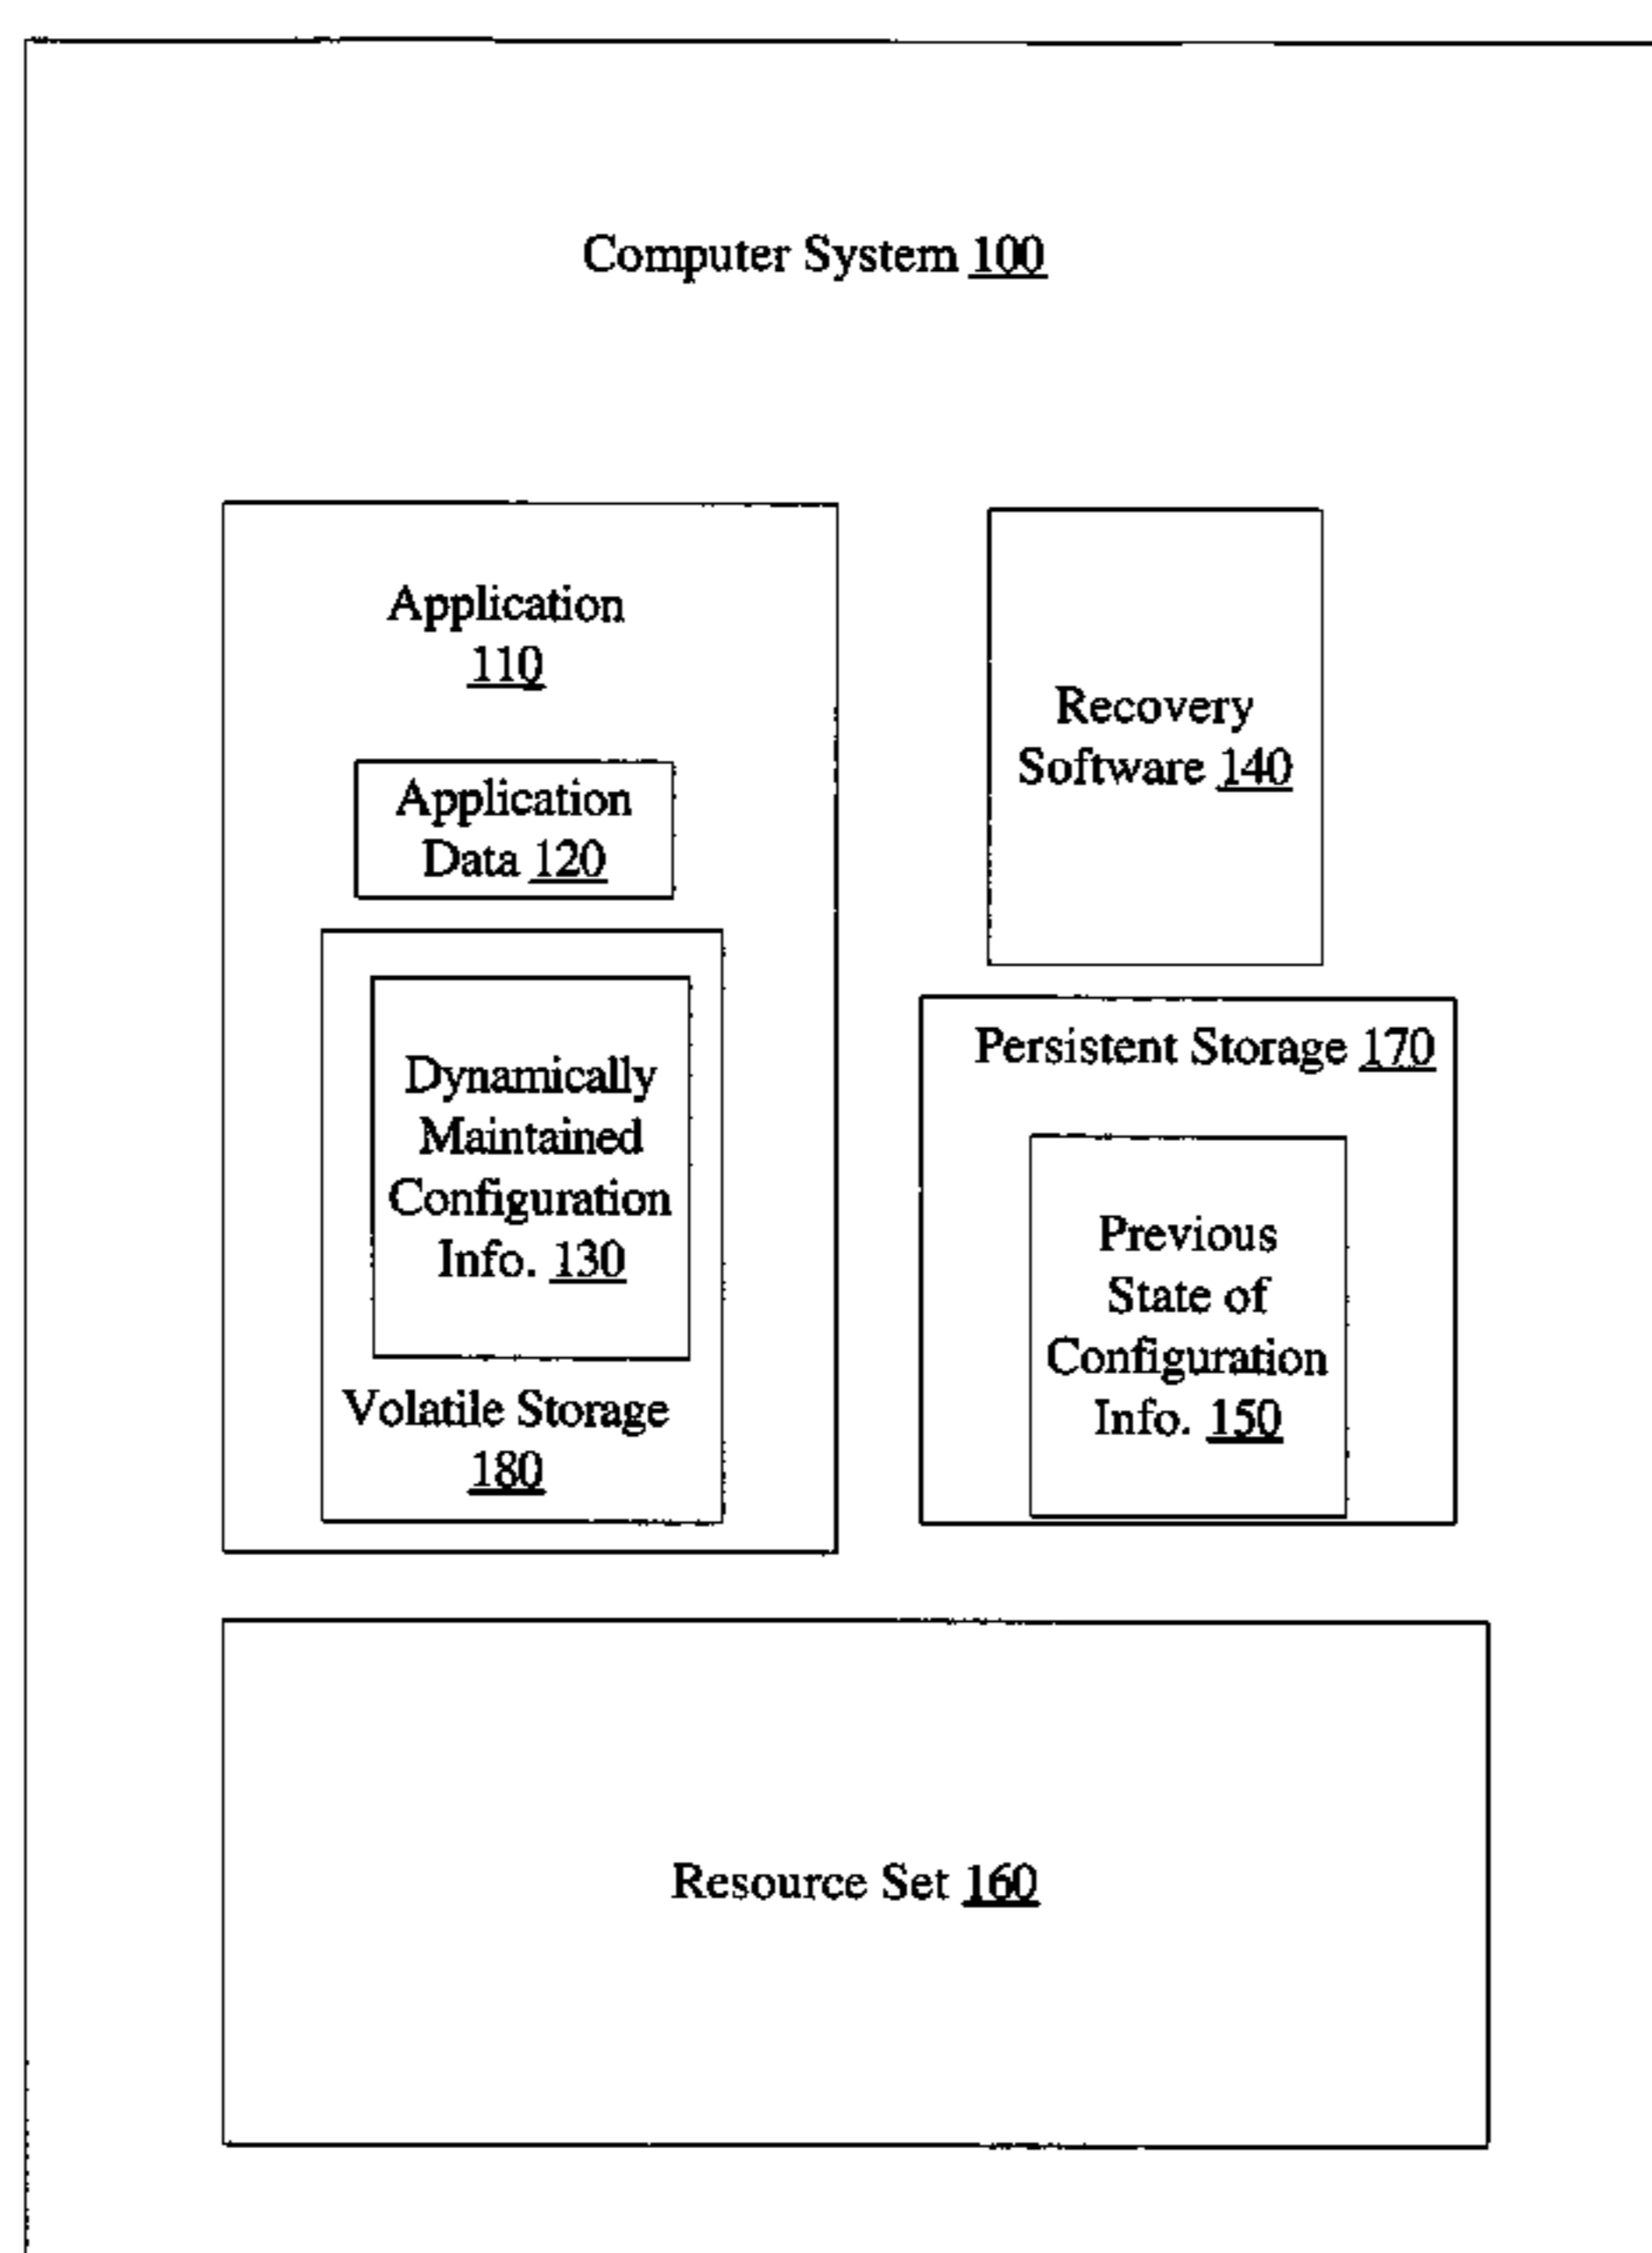 Computer System 100
Application
110
Application
Data 120
Dynamically
Maintained
Configuration
Info. 130
Volatile Storage
180
Recovery
Software 140
Persistent Storage 170
Previous
State of
Configuration
Info. 150
Resource Set 160